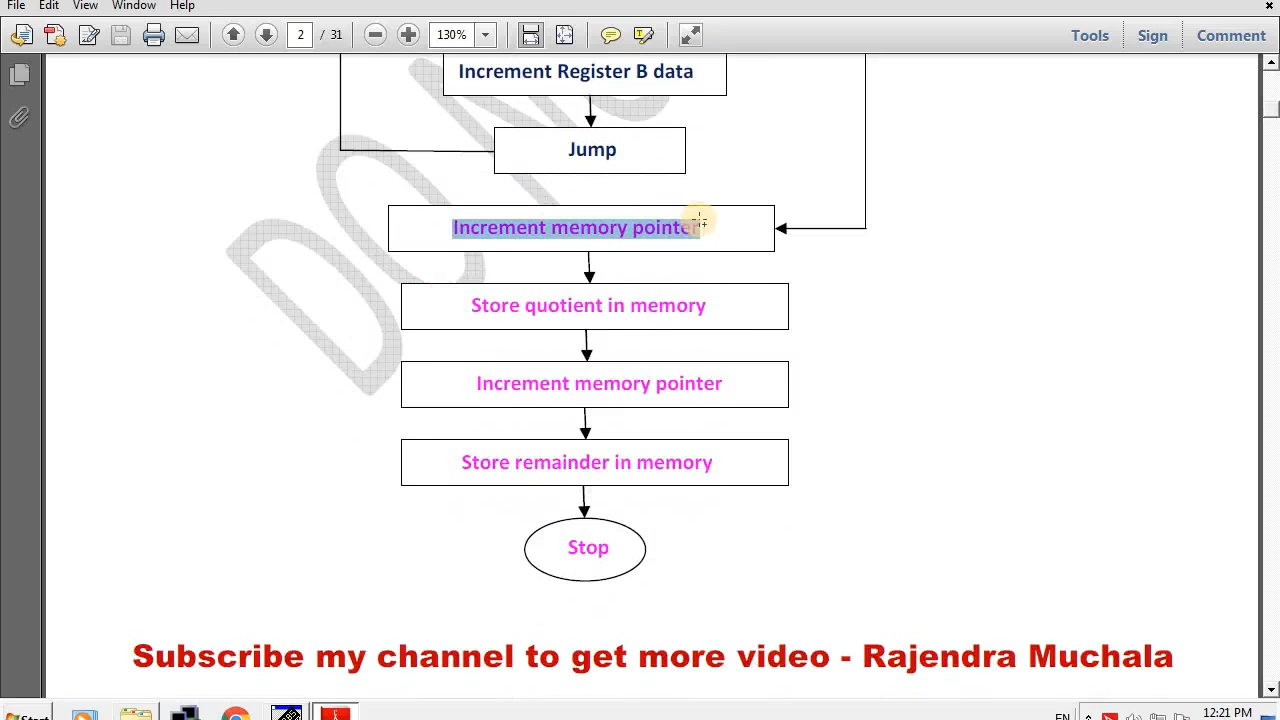 File Edit View Window Help
2 / 31 130% Tools Sign Comment
Increment Register B data
Jump
Increment memory pointer
Store quotient in memory
Increment memory pointer
Store remainder in memory
Stop
Subscribe my channel to get more video - Rajendra Muchala
Start EN 12:21 PM